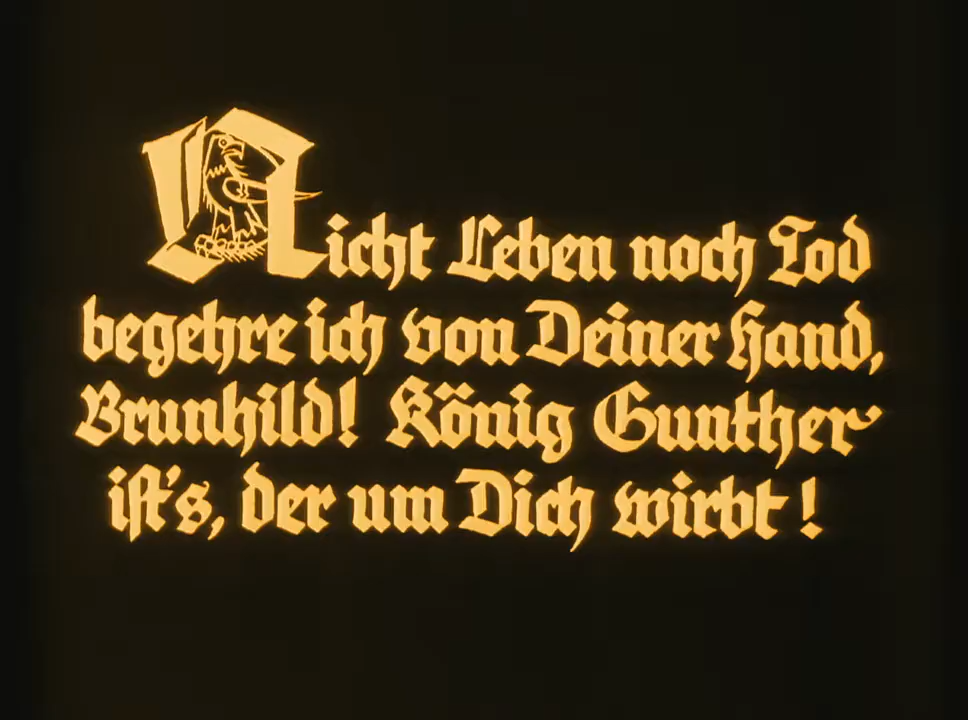 Nicht Leben noch Tod
begehre ich von Deiner Hand,
Brunhild! König Gunther
ist's, der um Dich wirbt!